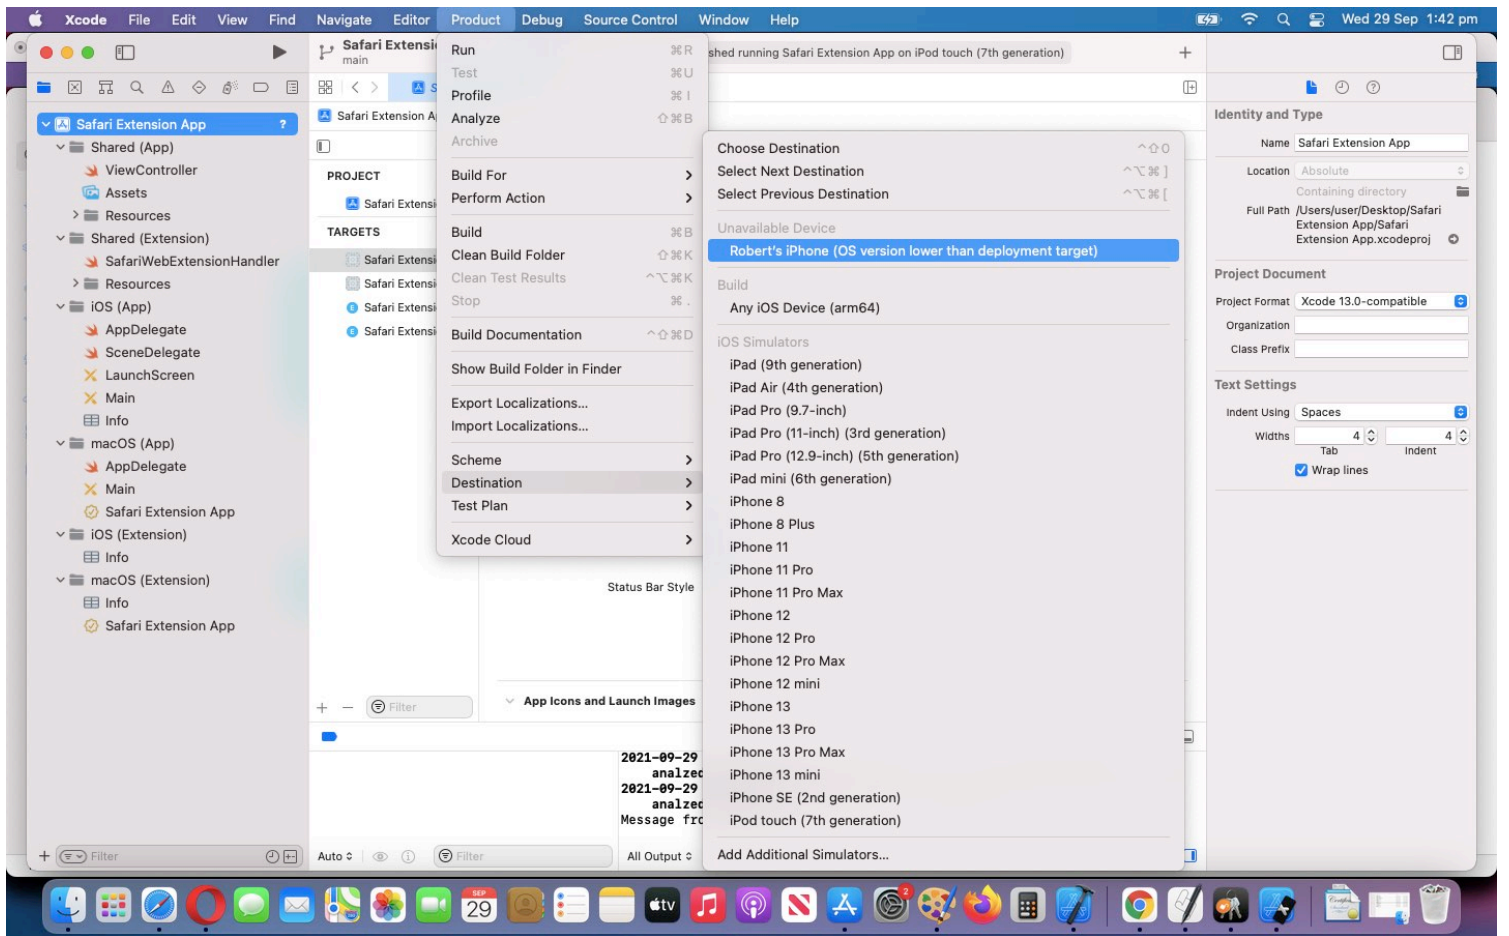 Xcode File Edit View Find Navigate Editor Product Debug Source Control Window Help Wed 29 Sep 1:42 pm
Safari Extensi
main
shed running Safari Extension App on iPod touch (7th generation)
Safari Extension A
Safari Extension App ?
Shared (App)
ViewController
Assets
Resources
Shared (Extension)
SafariWebExtensionHandler
Resources
iOS (App)
AppDelegate
SceneDelegate
LaunchScreen
Main
Info
macOS (App)
AppDelegate
Main
Safari Extension App
iOS (Extension)
Info
macOS (Extension)
Info
Safari Extension App
Filter
PROJECT
Safari Extensi
TARGETS
Safari Extensi
Safari Extensi
Safari Extensi
Safari Extensi
Filter
Status Bar Style
App Icons and Launch Images
2021-09-29
analzed
2021-09-29
analzed
Message fro
Auto
Filter
All Output
Run ⌘R
Test ⌘U
Profile ⌘I
Analyze ⇧⌘B
Archive
Build For
Perform Action
Build ⌘B
Clean Build Folder ⇧⌘K
Clean Test Results ^⌥⌘K
Stop ⌘.
Build Documentation ^⇧⌘D
Show Build Folder in Finder
Export Localizations...
Import Localizations...
Scheme
Destination
Test Plan
Xcode Cloud
Choose Destination ^⇧0
Select Next Destination ^⌥⌘]
Select Previous Destination ^⌥⌘[
Unavailable Device
Robert's iPhone (OS version lower than deployment target)
Build
Any iOS Device (arm64)
iOS Simulators
iPad (9th generation)
iPad Air (4th generation)
iPad Pro (9.7-inch)
iPad Pro (11-inch) (3rd generation)
iPad Pro (12.9-inch) (5th generation)
iPad mini (6th generation)
iPhone 8
iPhone 8 Plus
iPhone 11
iPhone 11 Pro
iPhone 11 Pro Max
iPhone 12
iPhone 12 Pro
iPhone 12 Pro Max
iPhone 12 mini
iPhone 13
iPhone 13 Pro
iPhone 13 Pro Max
iPhone 13 mini
iPhone SE (2nd generation)
iPod touch (7th generation)
Add Additional Simulators...
Identity and Type
Name Safari Extension App
Location Absolute
Containing directory
Full Path /Users/user/Desktop/Safari
Extension App/Safari
Extension App.xcodeproj
Project Document
Project Format Xcode 13.0-compatible
Organization
Class Prefix
Text Settings
Indent Using Spaces
Widths 4 4
Tab Indent
Wrap lines
SEP
29
tv
2